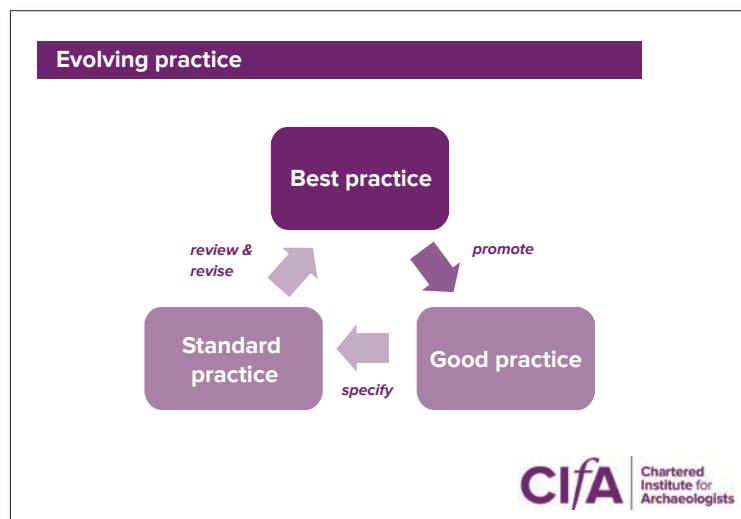 Evolving practice
Best practice
review &
revise
promote
Standard
practice
Good practice
specify
CIfA
Chartered
Institute for
Archaeologists